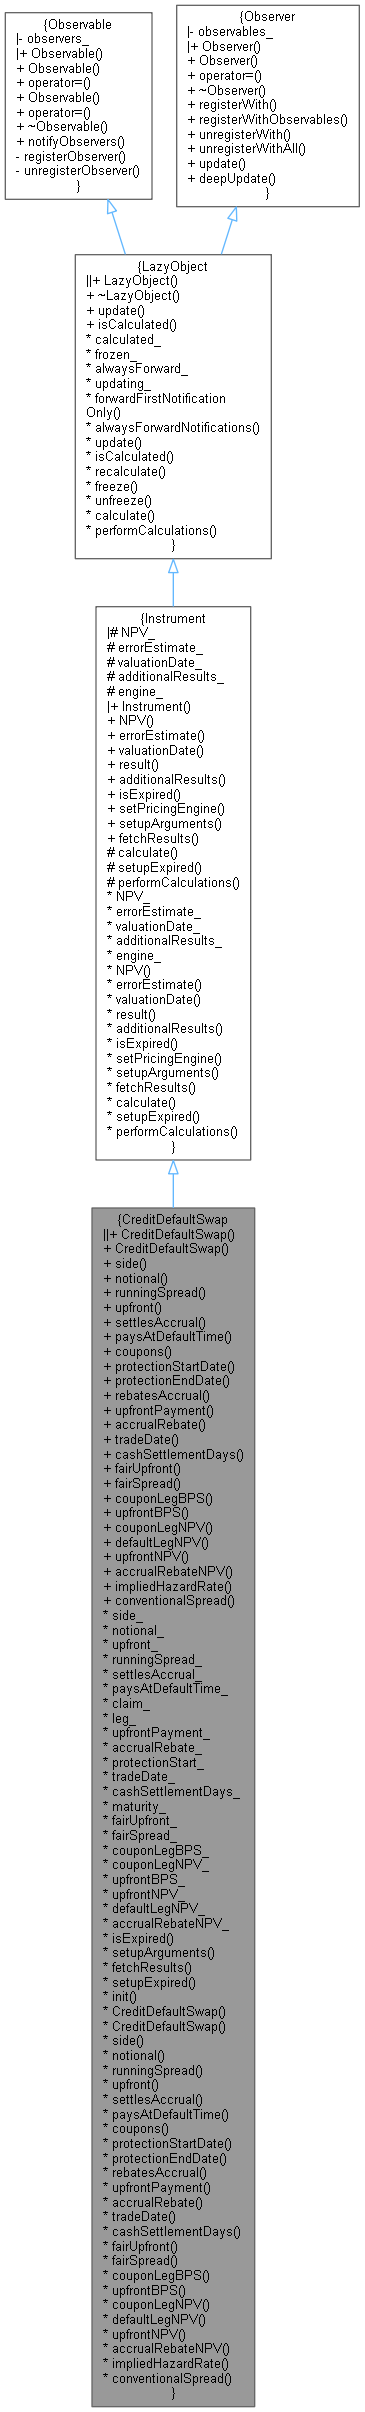 {Observable
|- observers_
|+ Observable()
+ Observable()
+ operator=()
+ Observable()
+ operator=()
+ ~Observable()
+ notifyObservers()
- registerObserver()
- unregisterObserver()
}
{Observer
|- observables_
|+ Observer()
+ Observer()
+ operator=()
+ ~Observer()
+ registerWith()
+ registerWithObservables()
+ unregisterWith()
+ unregisterWithAll()
+ update()
+ deepUpdate()
}
{LazyObject
||+ LazyObject()
+ ~LazyObject()
+ update()
+ isCalculated()
* calculated_
* frozen_
* alwaysForward_
* updating_
* forwardFirstNotification
Only()
* alwaysForwardNotifications()
* update()
* isCalculated()
* recalculate()
* freeze()
* unfreeze()
* calculate()
* performCalculations()
}
{Instrument
|# NPV_
# errorEstimate_
# valuationDate_
# additionalResults_
# engine_
|+ Instrument()
+ NPV()
+ errorEstimate()
+ valuationDate()
+ result()
+ additionalResults()
+ isExpired()
+ setPricingEngine()
+ setupArguments()
+ fetchResults()
# calculate()
# setupExpired()
# performCalculations()
* NPV_
* errorEstimate_
* valuationDate_
* additionalResults_
* engine_
* NPV()
* errorEstimate()
* valuationDate()
* result()
* additionalResults()
* isExpired()
* setPricingEngine()
* setupArguments()
* fetchResults()
* calculate()
* setupExpired()
* performCalculations()
}
{CreditDefaultSwap
||+ CreditDefaultSwap()
+ CreditDefaultSwap()
+ side()
+ notional()
+ runningSpread()
+ upfront()
+ settlesAccrual()
+ paysAtDefaultTime()
+ coupons()
+ protectionStartDate()
+ protectionEndDate()
+ rebatesAccrual()
+ upfrontPayment()
+ accrualRebate()
+ tradeDate()
+ cashSettlementDays()
+ fairUpfront()
+ fairSpread()
+ couponLegBPS()
+ upfrontBPS()
+ couponLegNPV()
+ defaultLegNPV()
+ upfrontNPV()
+ accrualRebateNPV()
+ impliedHazardRate()
+ conventionalSpread()
* side_
* notional_
* upfront_
* runningSpread_
* settlesAccrual_
* paysAtDefaultTime_
* claim_
* leg_
* upfrontPayment_
* accrualRebate_
* protectionStart_
* tradeDate_
* cashSettlementDays_
* maturity_
* fairUpfront_
* fairSpread_
* couponLegBPS_
* couponLegNPV_
* upfrontBPS_
* upfrontNPV_
* defaultLegNPV_
* accrualRebateNPV_
* isExpired()
* setupArguments()
* fetchResults()
* setupExpired()
* init()
* CreditDefaultSwap()
* CreditDefaultSwap()
* side()
* notional()
* runningSpread()
* upfront()
* settlesAccrual()
* paysAtDefaultTime()
* coupons()
* protectionStartDate()
* protectionEndDate()
* rebatesAccrual()
* upfrontPayment()
* accrualRebate()
* tradeDate()
* cashSettlementDays()
* fairUpfront()
* fairSpread()
* couponLegBPS()
* upfrontBPS()
* couponLegNPV()
* defaultLegNPV()
* upfrontNPV()
* accrualRebateNPV()
* impliedHazardRate()
* conventionalSpread()
}